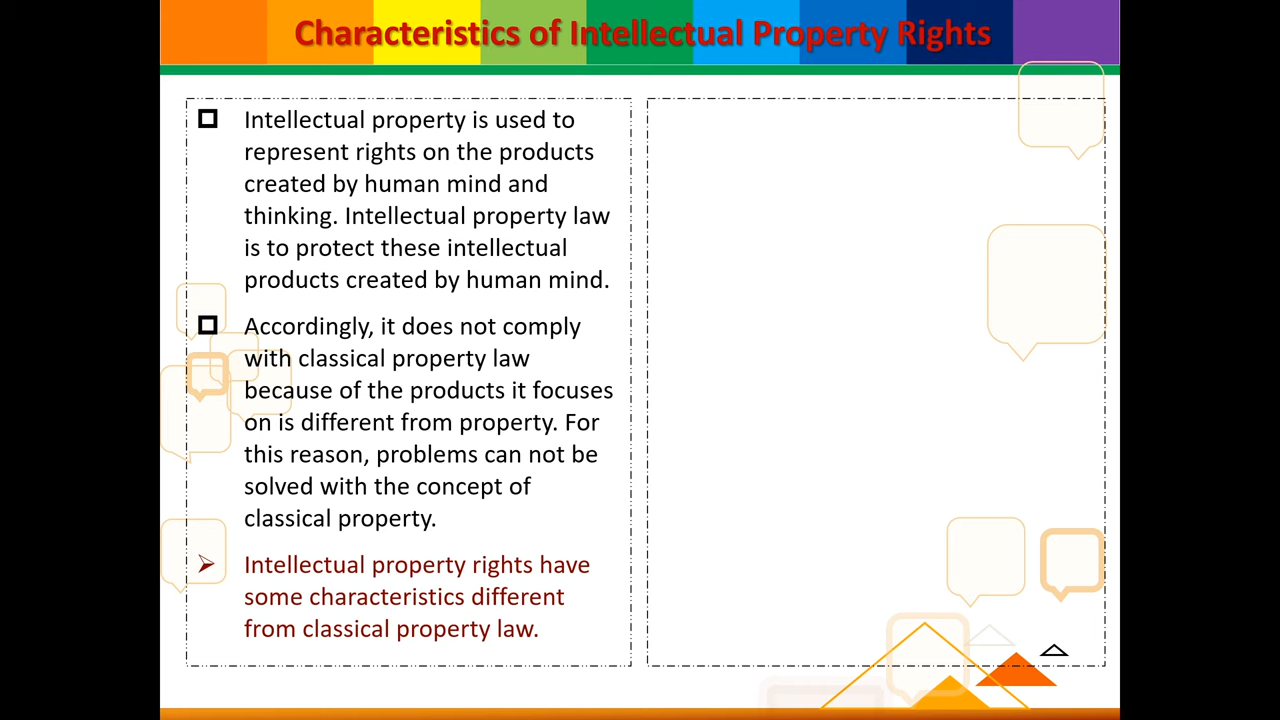 Characteristics of Intellectual Property Rights
Intellectual property is used to
represent rights on the products
created by human mind and
thinking. Intellectual property law
is to protect these intellectual
products created by human mind.
Accordingly, it does not comply
with classical property law
because of the products it focuses
on is different from property. For
this reason, problems can not be
solved with the concept of
classical property.
Intellectual property rights have
some characteristics different
from classical property law.